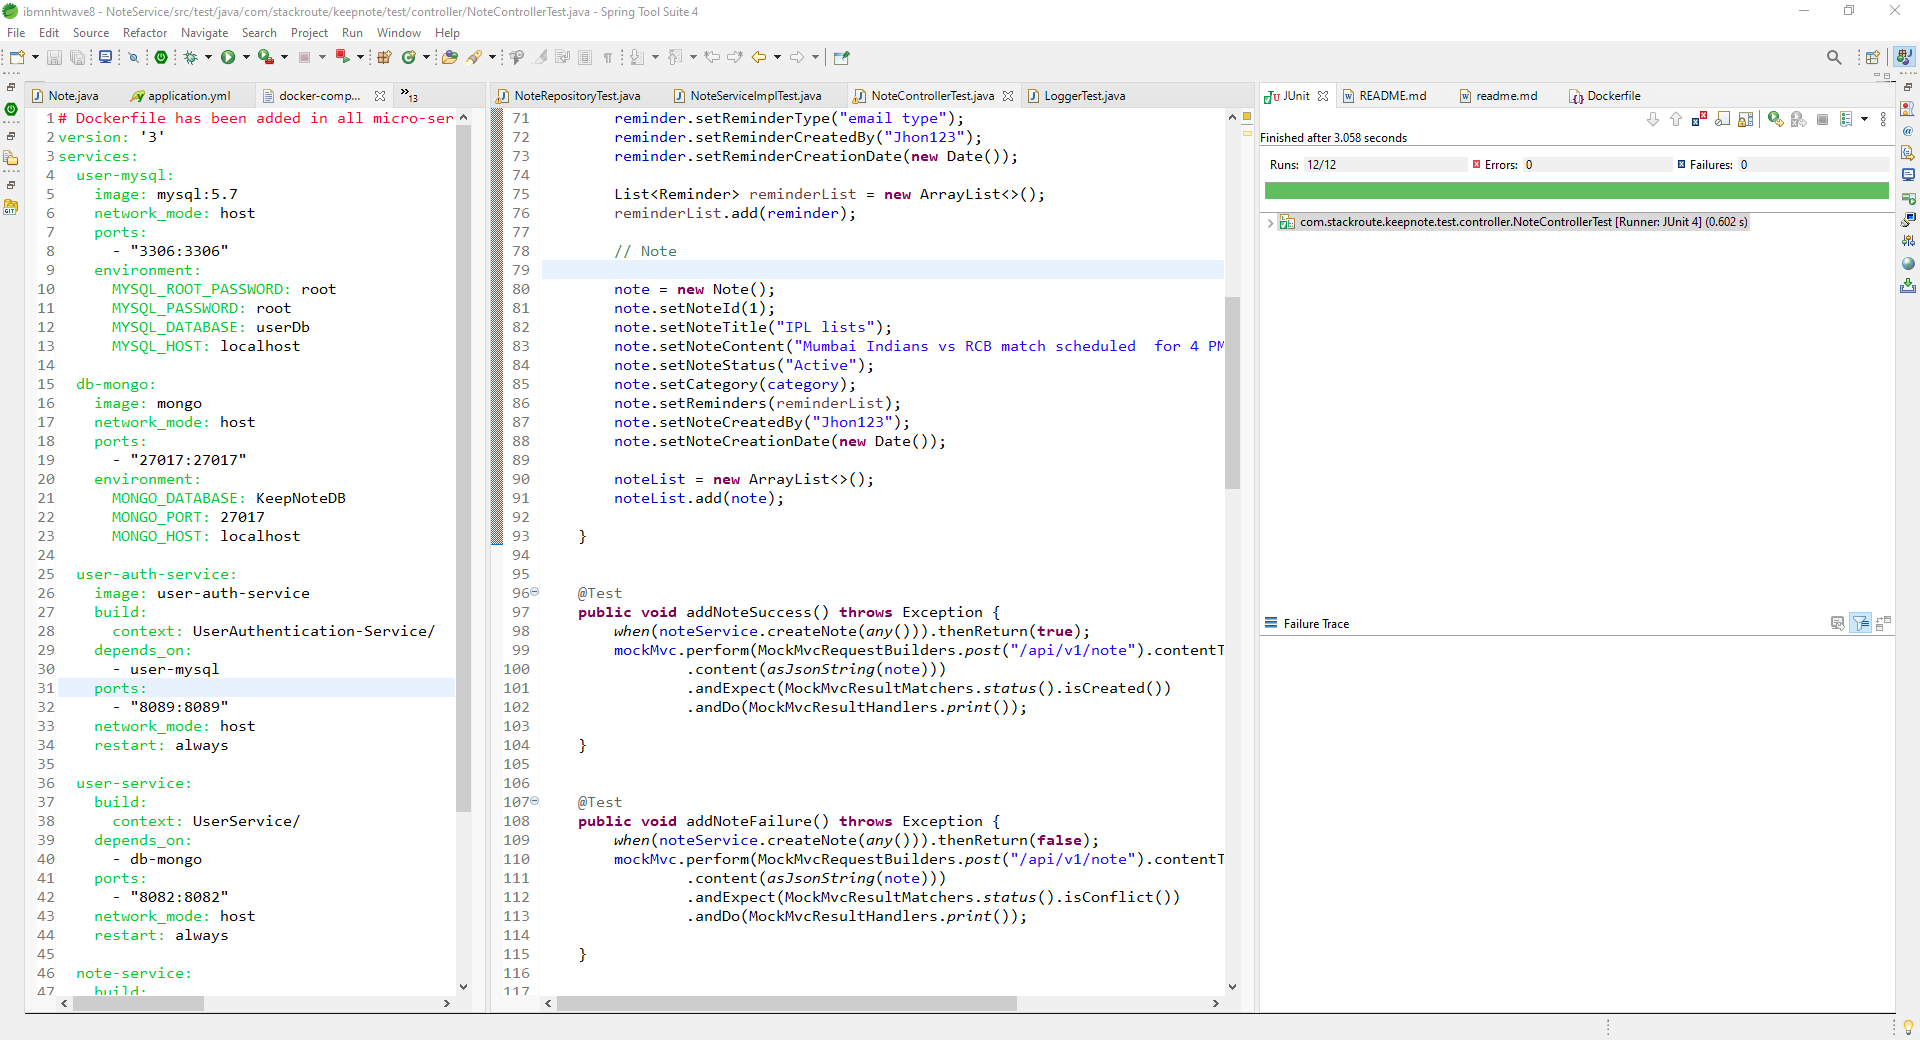 ibmnhtwave8 - NoteService/src/test/java/com/stackroute/keepnote/test/controller/NoteControllerTest.java - Spring Tool Suite 4
File Edit Source Refactor Navigate Search Project Run Window Help
Note.java application.yml docker-comp... »13
1 # Dockerfile has been added in all micro-ser
2 version: '3'
3 services:
4   user-mysql:
5     image: mysql:5.7
6     network_mode: host
7     ports:
8       - "3306:3306"
9     environment:
10       MYSQL_ROOT_PASSWORD: root
11       MYSQL_PASSWORD: root
12       MYSQL_DATABASE: userDb
13       MYSQL_HOST: localhost
14
15   db-mongo:
16     image: mongo
17     network_mode: host
18     ports:
19       - "27017:27017"
20     environment:
21       MONGO_DATABASE: KeepNoteDB
22       MONGO_PORT: 27017
23       MONGO_HOST: localhost
24
25   user-auth-service:
26     image: user-auth-service
27     build:
28       context: UserAuthentication-Service/
29     depends_on:
30       - user-mysql
31     ports:
32       - "8089:8089"
33     network_mode: host
34     restart: always
35
36   user-service:
37     build:
38       context: UserService/
39     depends_on:
40       - db-mongo
41     ports:
42       - "8082:8082"
43     network_mode: host
44     restart: always
45
46   note-service:
47     build:
NoteRepositoryTest.java NoteServiceImplTest.java NoteControllerTest.java LoggerTest.java
71         reminder.setReminderType("email type");
72         reminder.setReminderCreatedBy("Jhon123");
73         reminder.setReminderCreationDate(new Date());
74
75         List<Reminder> reminderList = new ArrayList<>();
76         reminderList.add(reminder);
77
78         // Note
79
80         note = new Note();
81         note.setNoteId(1);
82         note.setNoteTitle("IPL lists");
83         note.setNoteContent("Mumbai Indians vs RCB match scheduled  for 4 PM
84         note.setNoteStatus("Active");
85         note.setCategory(category);
86         note.setReminders(reminderList);
87         note.setNoteCreatedBy("Jhon123");
88         note.setNoteCreationDate(new Date());
89
90         noteList = new ArrayList<>();
91         noteList.add(note);
92
93     }
94
95
96     @Test
97     public void addNoteSuccess() throws Exception {
98         when(noteService.createNote(any())).thenReturn(true);
99         mockMvc.perform(MockMvcRequestBuilders.post("/api/v1/note").contentT
100                 .content(asJsonString(note)))
101                 .andExpect(MockMvcResultMatchers.status().isCreated())
102                 .andDo(MockMvcResultHandlers.print());
103
104     }
105
106
107     @Test
108     public void addNoteFailure() throws Exception {
109         when(noteService.createNote(any())).thenReturn(false);
110         mockMvc.perform(MockMvcRequestBuilders.post("/api/v1/note").contentT
111                 .content(asJsonString(note)))
112                 .andExpect(MockMvcResultMatchers.status().isConflict())
113                 .andDo(MockMvcResultHandlers.print());
114
115     }
116
117
JUnit README.md readme.md Dockerfile
Finished after 3.058 seconds
Runs: 12/12 Errors: 0 Failures: 0
com.stackroute.keepnote.test.controller.NoteControllerTest [Runner: JUnit 4] (0.602 s)
Failure Trace